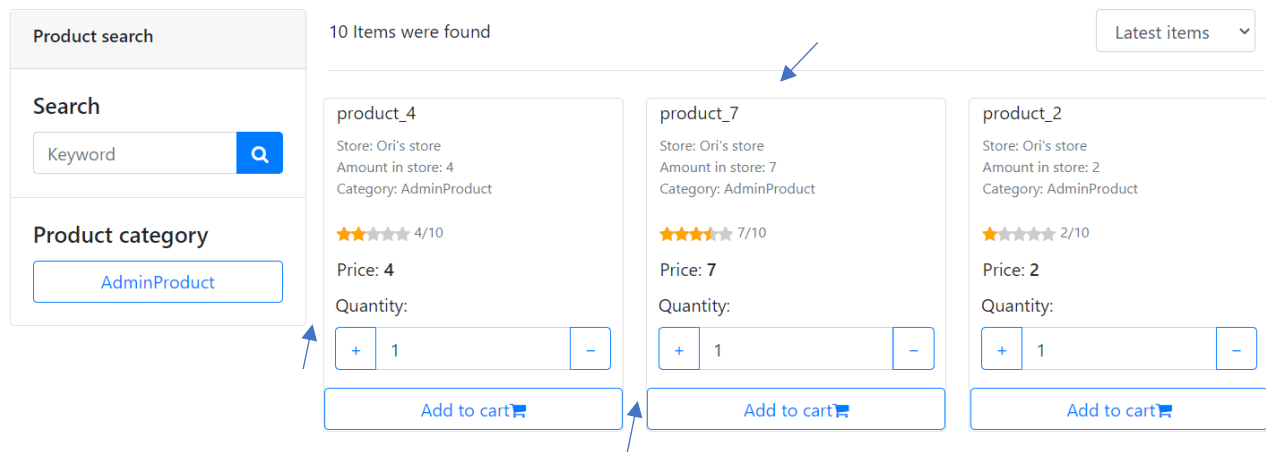 Product search
Search
Keyword
Product category
AdminProduct
10 Items were found
Latest items
product_4
Store: Ori's store
Amount in store: 4
Category: AdminProduct
4/10
Price: 4
Quantity:
+ 1 −
Add to cart
product_7
Store: Ori's store
Amount in store: 7
Category: AdminProduct
7/10
Price: 7
Quantity:
+ 1 −
Add to cart
product_2
Store: Ori's store
Amount in store: 2
Category: AdminProduct
2/10
Price: 2
Quantity:
+ 1 −
Add to cart